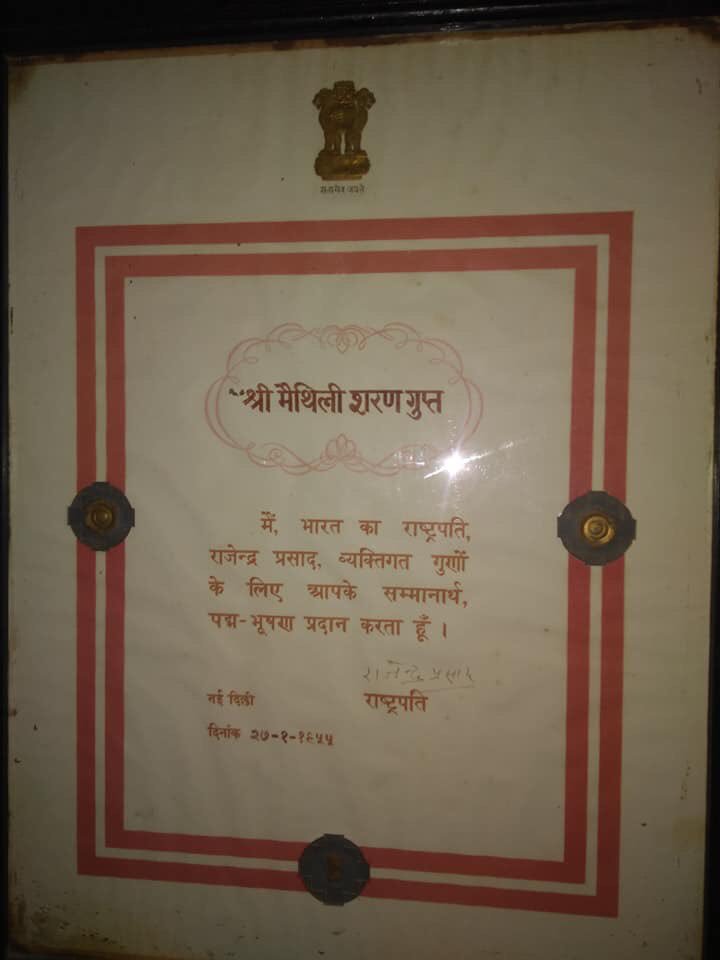 सत्यमेव जयते
श्री मैथिली शरण गुप्त
मैं, भारत का राष्ट्रपति,
राजेन्द्र प्रसाद, व्यक्तिगत गुणों
के लिए आपके सम्मानार्थ,
पद्म-भूषण प्रदान करता हूँ ।
राजेन्द्र प्रसाद
नई दिल्ली
राष्ट्रपति
दिनांक २७-१-१९५५